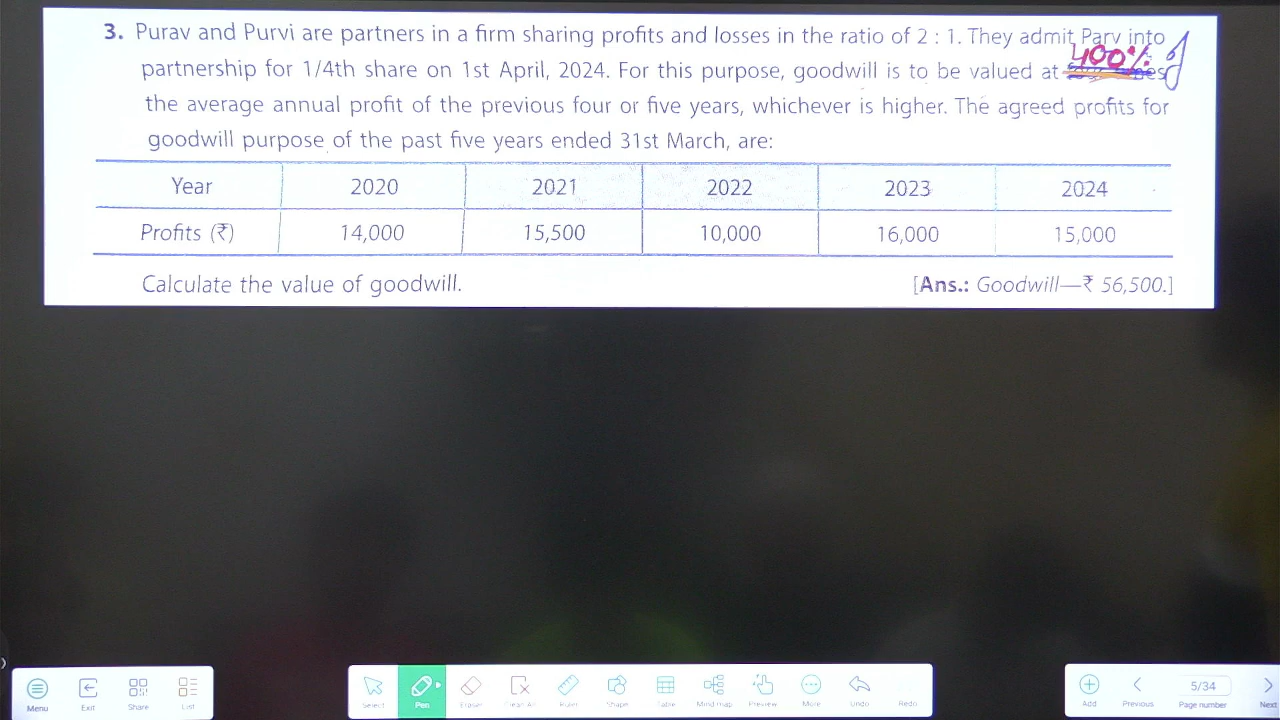 3. Purav and Purvi are partners in a firm sharing profits and losses in the ratio of 2 : 1. They admit Parv into
partnership for 1/4th share on 1st April, 2024. For this purpose, goodwill is to be valued at 400% of
the average annual profit of the previous four or five years, whichever is higher. The agreed profits for
goodwill purpose of the past five years ended 31st March, are:
Year 2020 2021 2022 2023 2024
Profits (₹) 14,000 15,500 10,000 16,000 15,000
Calculate the value of goodwill. [Ans.: Goodwill—₹ 56,500.]
Menu Exit Share List Select Pen Eraser Ruler Shape Table Mind map Preview More Undo Redo Add Previous 5/34 Page number Next